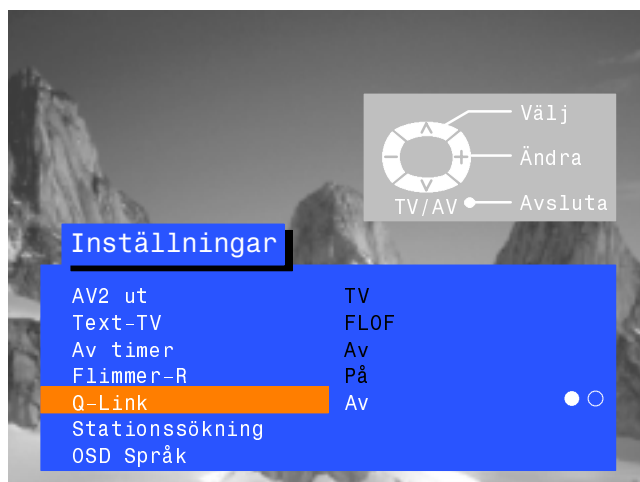 Välj
Ändra
TV/AV Avsluta
Inställningar
AV2 ut TV
Text-TV FLOF
Av timer Av
Flimmer-R På
Q-Link Av
Stationssökning
OSD Språk